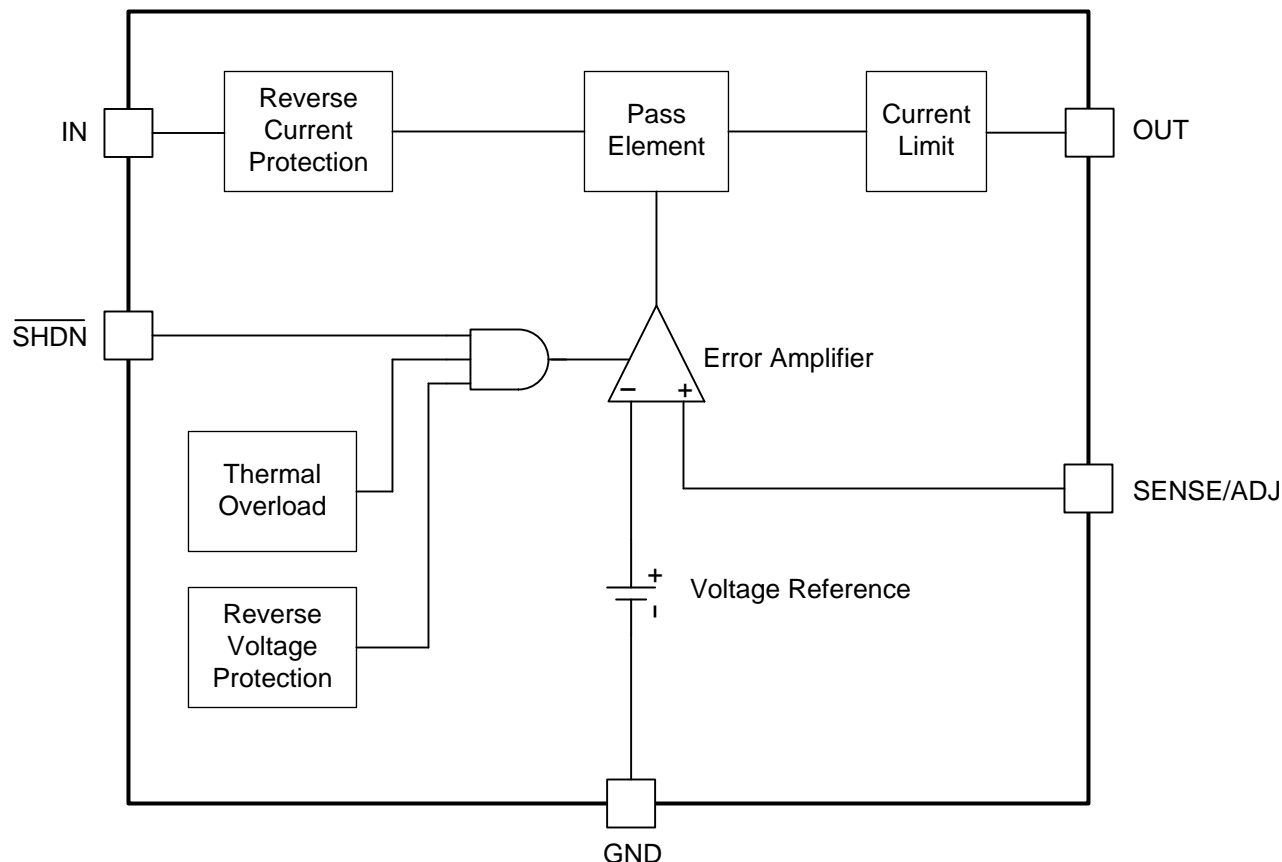 IN
Reverse
Current
Protection
Pass
Element
Current
Limit
OUT
SHDN
Error Amplifier
–
+
Thermal
Overload
SENSE/ADJ
Reverse
Voltage
Protection
+
–
Voltage Reference
GND